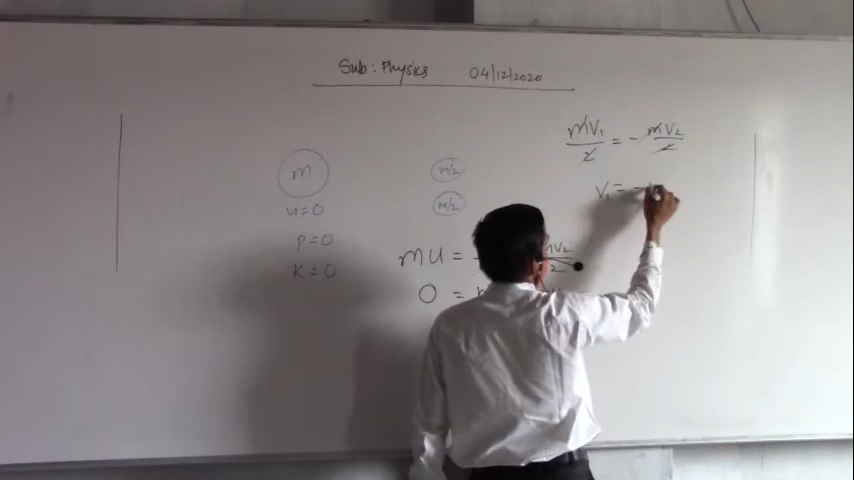 Sub: Physics 04/12/2020
mv₁/2 = - mv₂/2
v₁ = -
m
u=0
p=0
K=0
m/2
m/2
mu =
0 =